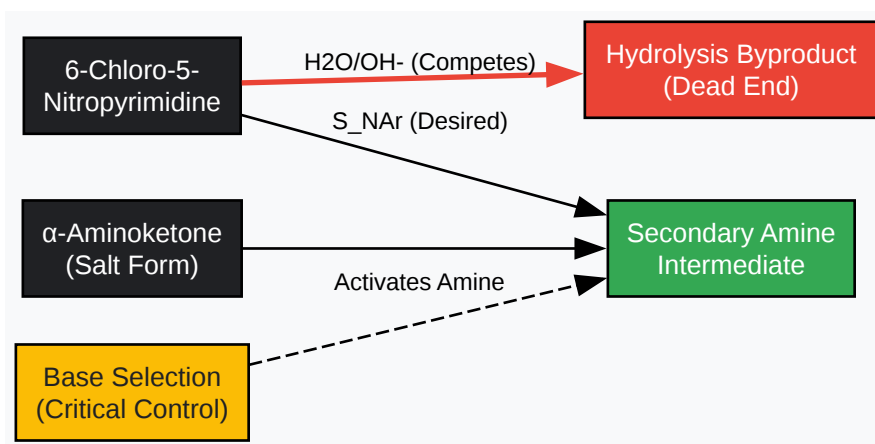 6-Chloro-5-
Nitropyrimidine
H2O/OH- (Competes)
Hydrolysis Byproduct
(Dead End)
S_NAr (Desired)
α-Aminoketone
(Salt Form)
Secondary Amine
Intermediate
Activates Amine
Base Selection
(Critical Control)